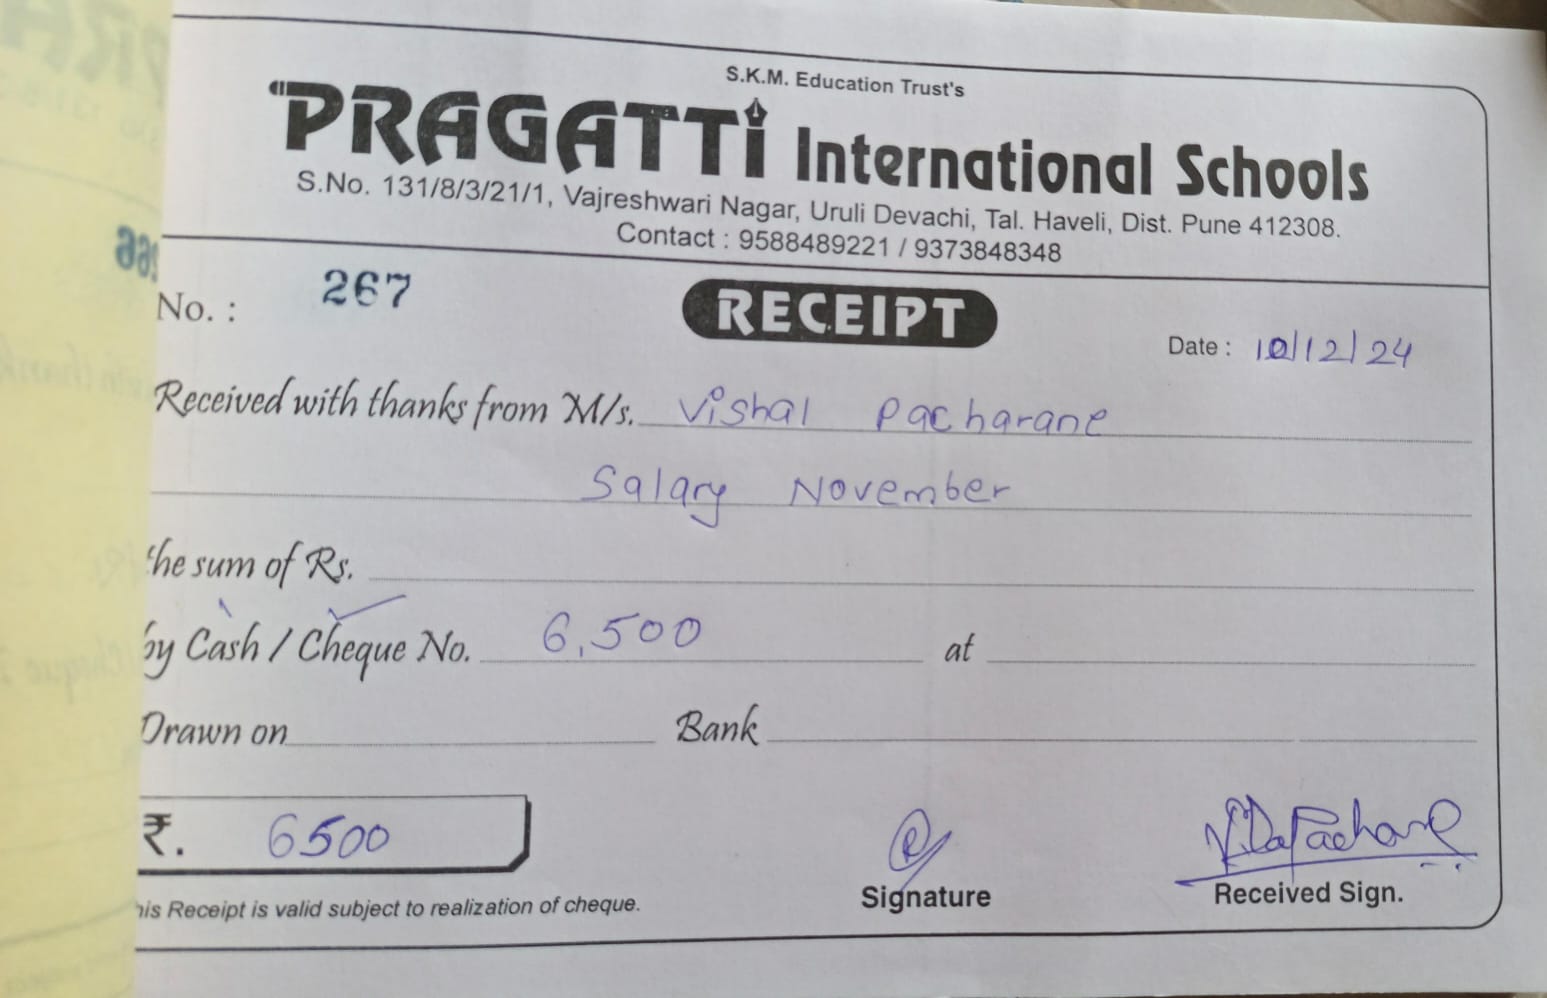 S.K.M. Education Trust's
"PRAGATTi International Schools
S.No. 131/8/3/21/1, Vajreshwari Nagar, Uruli Devachi, Tal. Haveli, Dist. Pune 412308.
Contact : 9588489221 / 9373848348
No. : 267 RECEIPT Date : 10/12/24
Received with thanks from M/s. Vishal Pacharane
Salary November
the sum of Rs.
by Cash / Cheque No. 6,500 at
Drawn on Bank
₹. 6500
Signature Received Sign.
his Receipt is valid subject to realization of cheque.